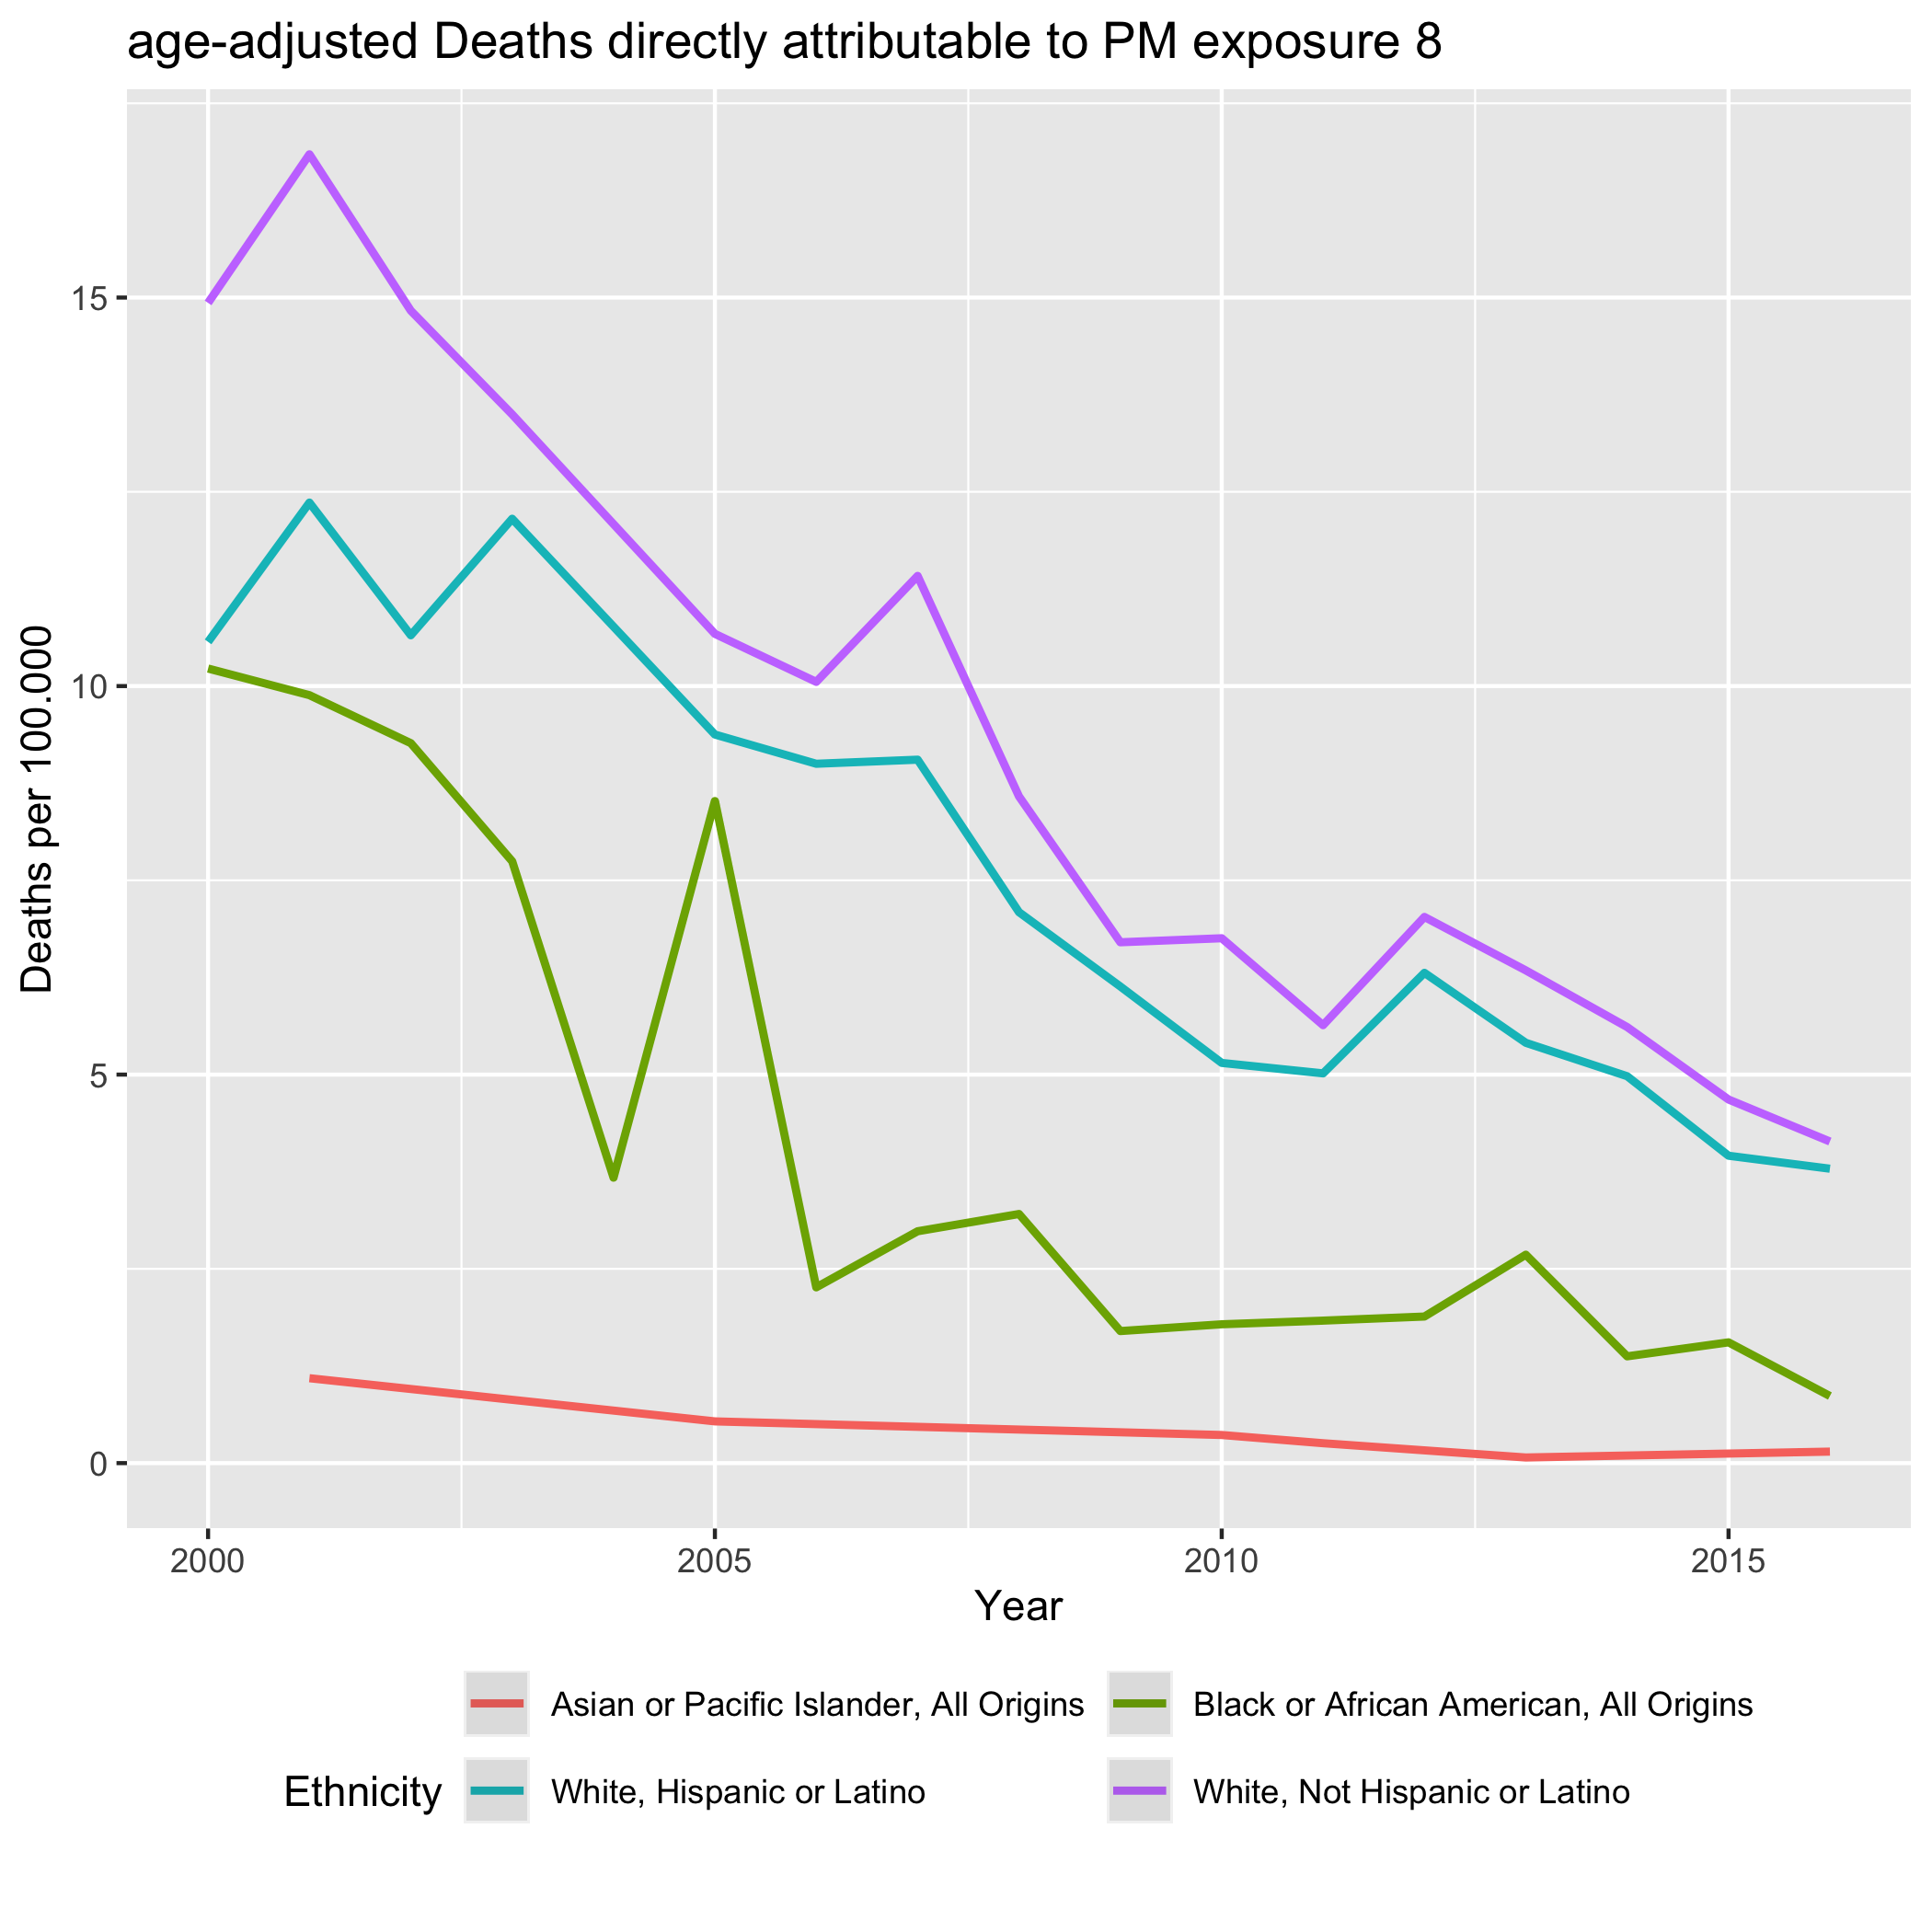 age-adjusted Deaths directly attributable to PM exposure 8
Deaths per 100.000
15
10
5
0
2000 2005 2010 2015
Year
Ethnicity
Asian or Pacific Islander, All Origins
Black or African American, All Origins
White, Hispanic or Latino
White, Not Hispanic or Latino